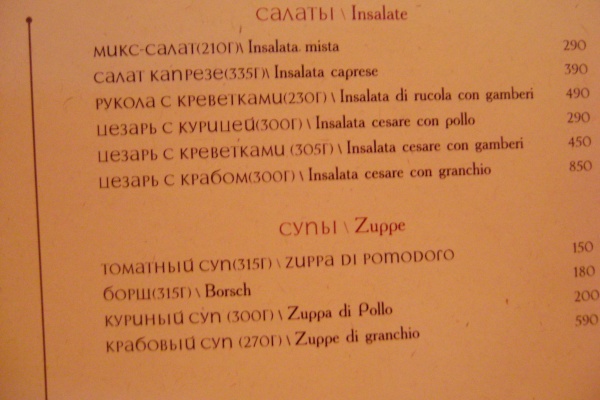 САЛАТЫ \ Insalate
МИКС-САЛАТ(210Г)\ Insalata mista 290
САЛАТ КАПРЕЗЕ(335Г)\ Insalata caprese 390
РУКОЛА С КРЕВЕТКАМИ(230Г) \ Insalata di rucola con gamberi 490
ЦЕЗАРЬ С КУРИЦЕЙ(300Г)\ Insalata cesare con pollo 290
ЦЕЗАРЬ С КРЕВЕТКАМИ (305Г)\ Insalata cesare con gamberi 450
ЦЕЗАРЬ С КРАБОМ(300Г)\ Insalata cesare con granchio 850
СУПЫ \ Zuppe
ТОМАТНЫЙ СУП(315Г) \ ZUPPA DI POMODORO 150
БОРЩ(315Г) \ Borsch 180
КУРИНЫЙ СУП (300Г) \ Zuppa di Pollo 200
КРАБОВЫЙ СУП (270Г) \ Zuppe di granchio 590